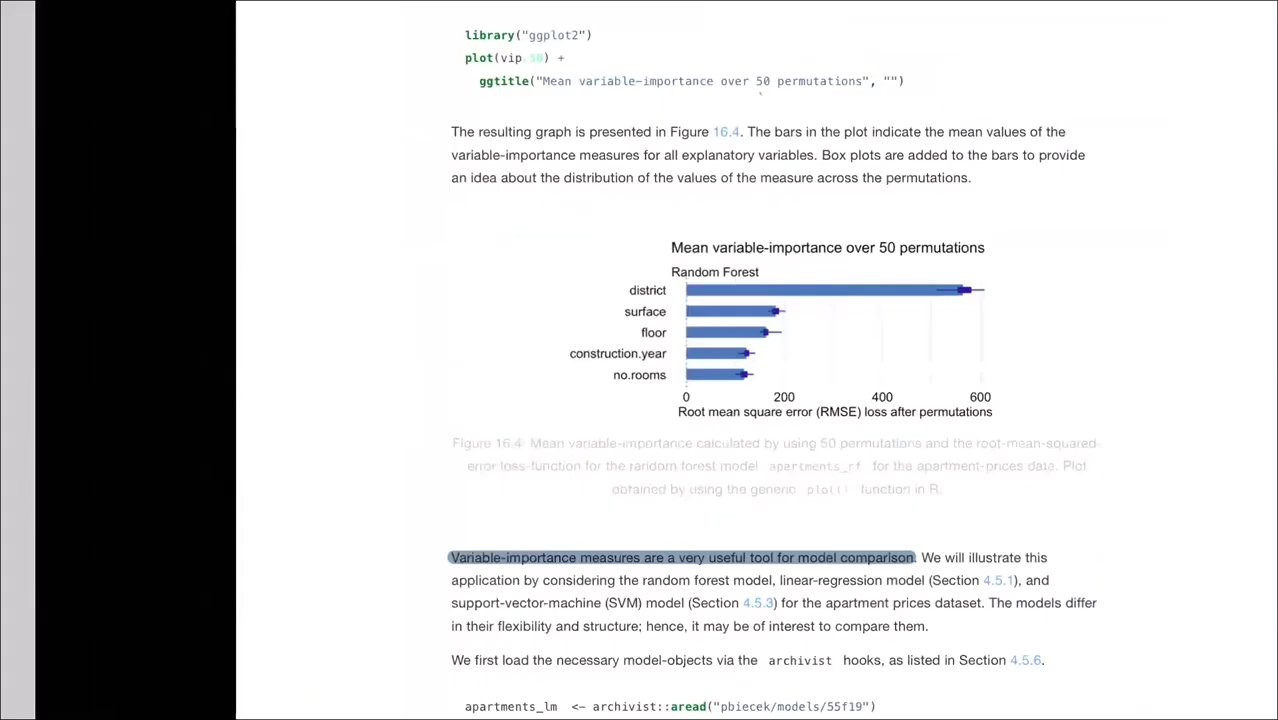 library("ggplot2")
plot(vip.50) +
ggtitle("Mean variable-importance over 50 permutations", "")
The resulting graph is presented in Figure 16.4. The bars in the plot indicate the mean values of the
variable-importance measures for all explanatory variables. Box plots are added to the bars to provide
an idea about the distribution of the values of the measure across the permutations.
Mean variable-importance over 50 permutations
Random Forest
district
surface
floor
construction.year
no.rooms
0 200 400 600
Root mean square error (RMSE) loss after permutations
Figure 16.4: Mean variable-importance calculated by using 50 permutations and the root-mean-squared-
error loss-function for the random forest model apartments_rf for the apartment-prices data. Plot
obtained by using the generic plot() function in R.
Variable-importance measures are a very useful tool for model comparison. We will illustrate this
application by considering the random forest model, linear-regression model (Section 4.5.1), and
support-vector-machine (SVM) model (Section 4.5.3) for the apartment prices dataset. The models differ
in their flexibility and structure; hence, it may be of interest to compare them.
We first load the necessary model-objects via the archivist hooks, as listed in Section 4.5.6.
apartments_lm <- archivist::aread("pbiecek/models/55f19")